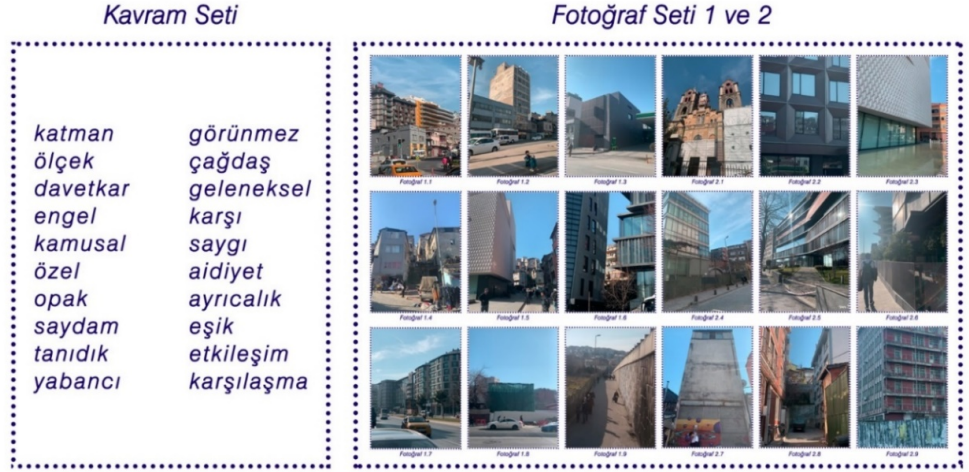 Kavram Seti
katman
ölçek
davetkar
engel
kamusal
özel
opak
saydam
tanıdık
yabancı
görünmez
çağdaş
geleneksel
karşı
saygı
aidiyet
ayrıcalık
eşik
etkileşim
karşılaşma
Fotoğraf Seti 1 ve 2
Fotoğraf 1.1
Fotoğraf 1.2
Fotoğraf 1.3
Fotoğraf 2.1
Fotoğraf 2.2
Fotoğraf 2.3
Fotoğraf 1.4
Fotoğraf 1.5
Fotoğraf 1.6
Fotoğraf 2.4
Fotoğraf 2.5
Fotoğraf 2.6
Fotoğraf 1.7
Fotoğraf 1.8
Fotoğraf 1.9
Fotoğraf 2.7
Fotoğraf 2.8
Fotoğraf 2.9